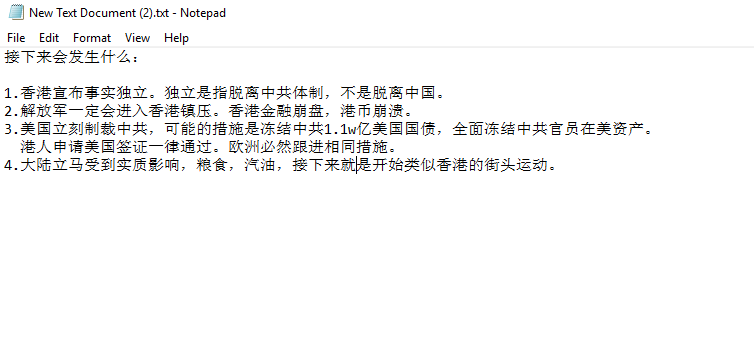 New Text Document (2).txt - Notepad
File Edit Format View Help
接下来会发生什么：
1.香港宣布事实独立。独立是指脱离中共体制，不是脱离中国。
2.解放军一定会进入香港镇压。香港金融崩盘，港币崩溃。
3.美国立刻制裁中共，可能的措施是冻结中共1.1w亿美国国债，全面冻结中共官员在美资产。
港人申请美国签证一律通过。欧洲必然跟进相同措施。
4.大陆立马受到实质影响，粮食，汽油，接下来就是开始类似香港的街头运动。